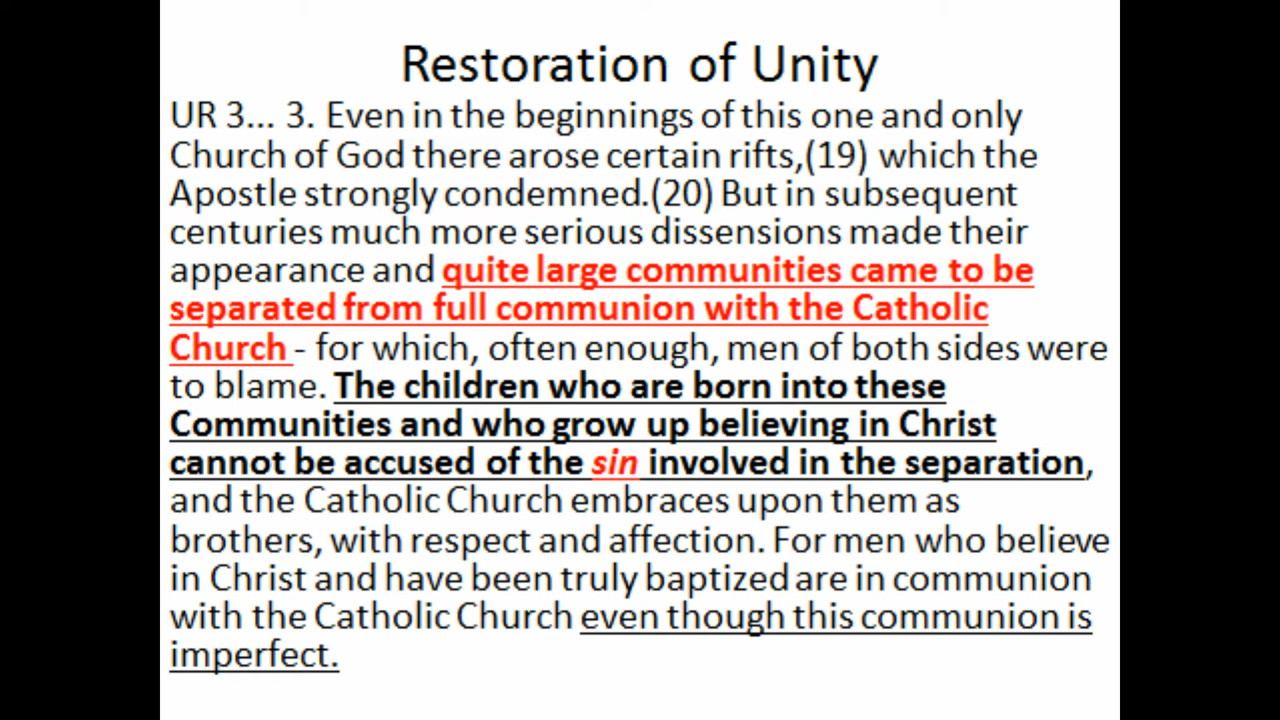 Restoration of Unity
UR 3... 3. Even in the beginnings of this one and only
Church of God there arose certain rifts,(19) which the
Apostle strongly condemned.(20) But in subsequent
centuries much more serious dissensions made their
appearance and quite large communities came to be
separated from full communion with the Catholic
Church - for which, often enough, men of both sides were
to blame. The children who are born into these
Communities and who grow up believing in Christ
cannot be accused of the sin involved in the separation,
and the Catholic Church embraces upon them as
brothers, with respect and affection. For men who believe
in Christ and have been truly baptized are in communion
with the Catholic Church even though this communion is
imperfect.